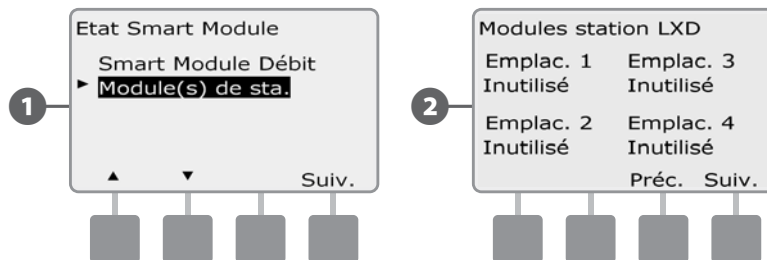 1
Etat Smart Module
Smart Module Débit
► Module(s) de sta.
▲ ▼ Suiv.
2
Modules station LXD
Emplac. 1 Emplac. 3
Inutilisé Inutilisé
Emplac. 2 Emplac. 4
Inutilisé Inutilisé
Préc. Suiv.